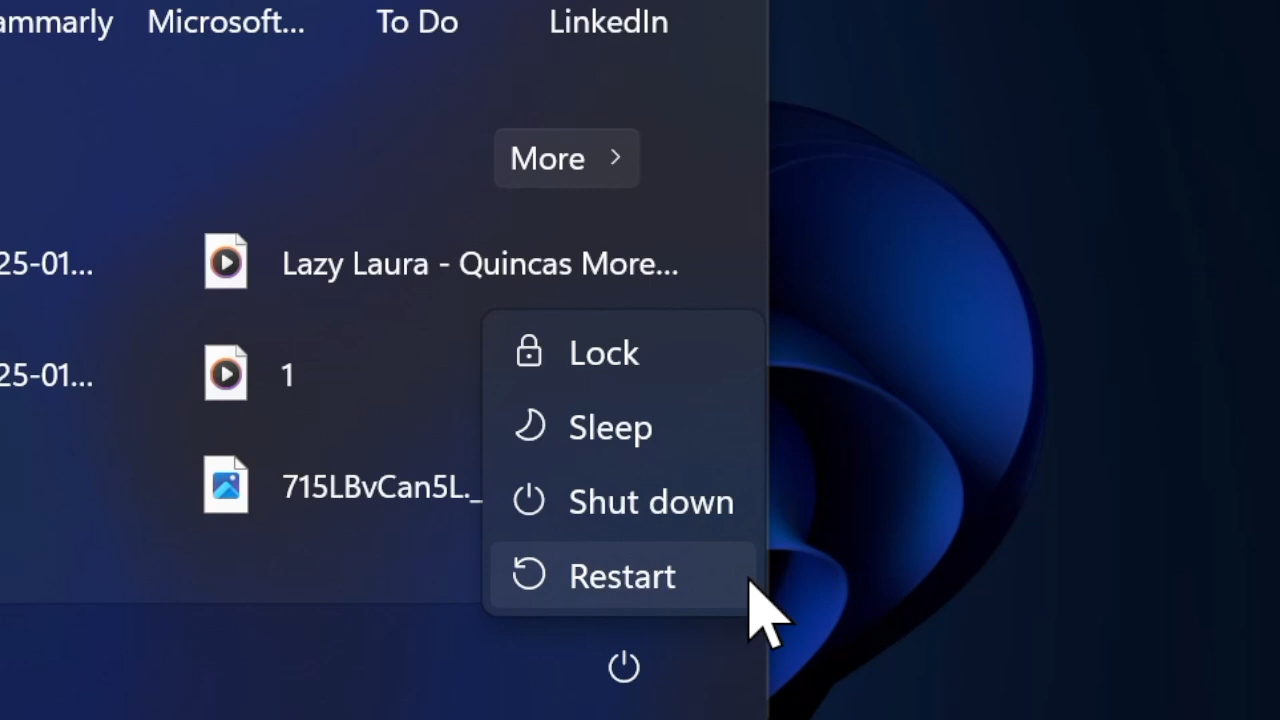 ammarly Microsoft... To Do LinkedIn
More
25-01... Lazy Laura - Quincas More...
25-01... 1
715LBvCan5L._
Lock
Sleep
Shut down
Restart